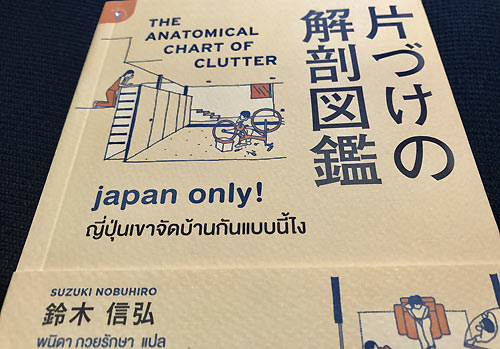 THE
ANATOMICAL
CHART OF
CLUTTER
片づけの
解剖図鑑
japan only!
ญี่ปุ่นเขาจัดบ้านกันแบบนี้ไง
SUZUKI NOBUHIRO
鈴木 信弘
พนิดา กวยรักษา แปล